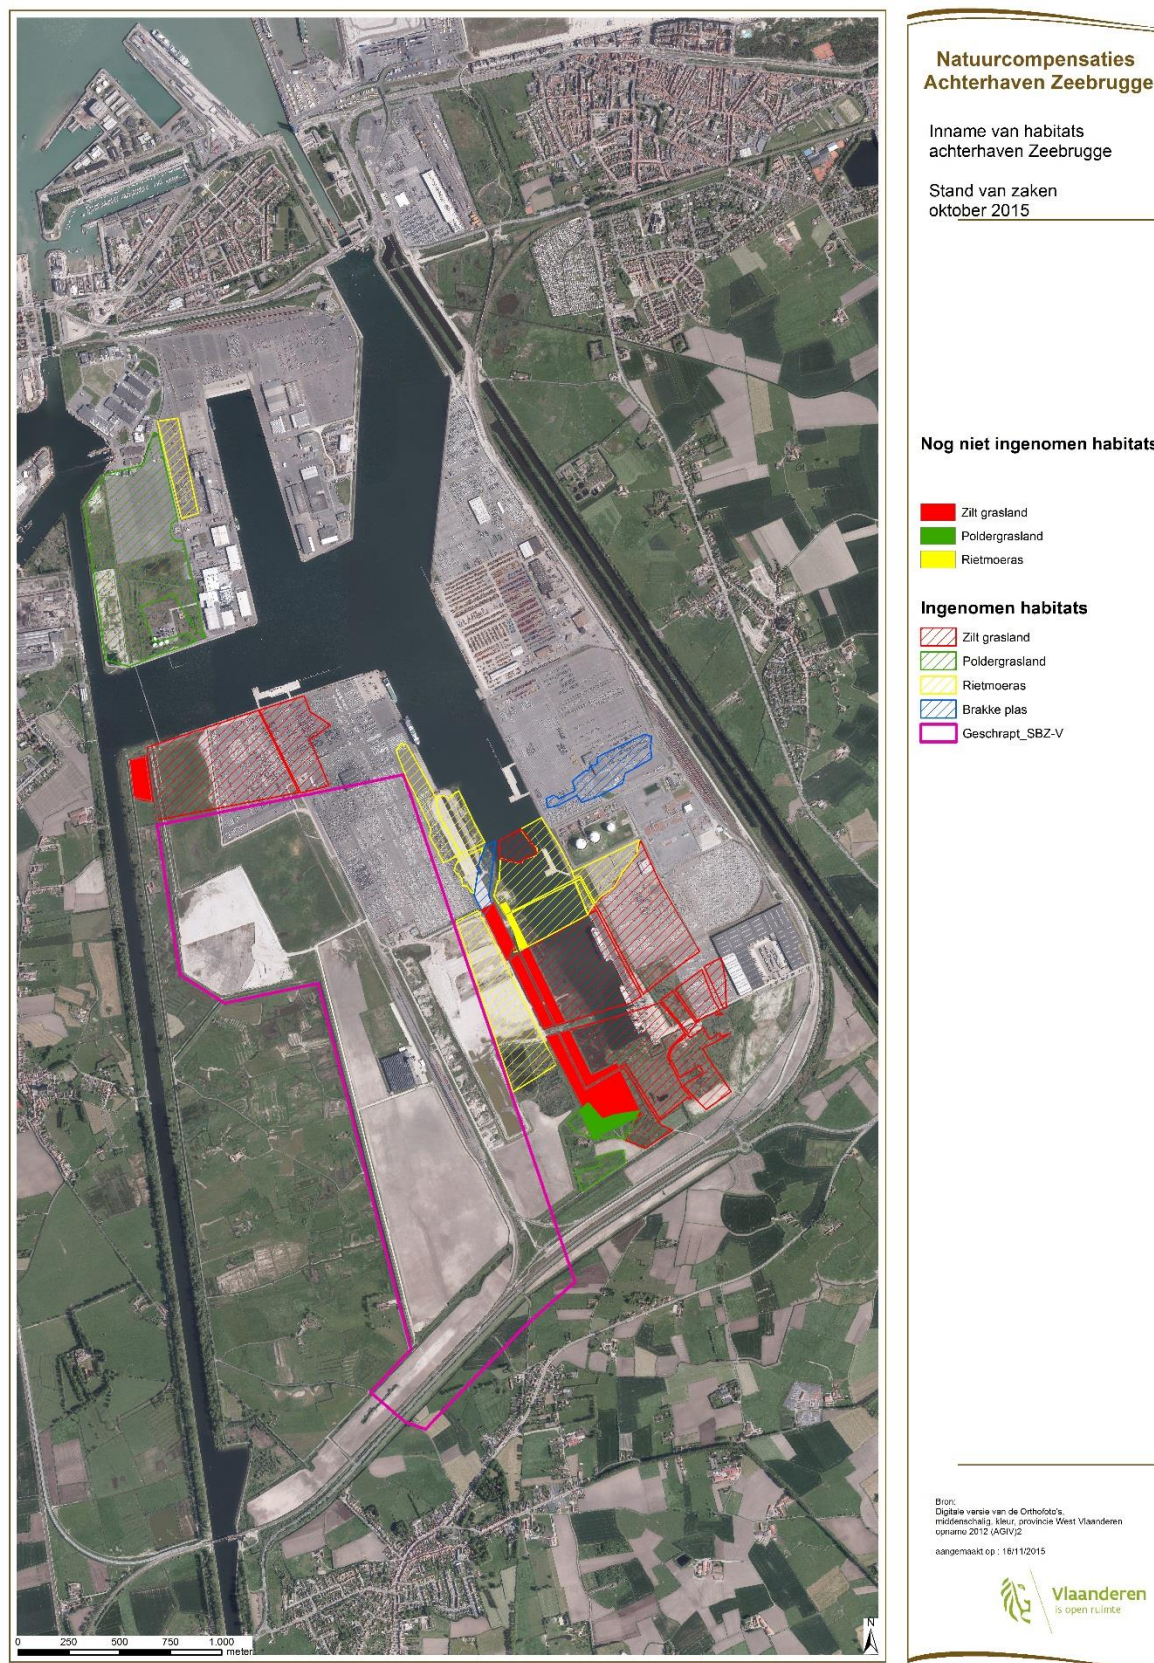 Natuurcompensaties
Achterhaven Zeebrugge
Inname van habitats
achterhaven Zeebrugge
Stand van zaken
oktober 2015
Nog niet ingenomen habitats
Zilt grasland
Poldergrasland
Rietmoeras
Ingenomen habitats
Zilt grasland
Poldergrasland
Rietmoeras
Brakke plas
Geschrapt_SBZ-V
Bron:
Digitale versie van de Orthofoto's,
middenschalig, kleur, provincie West Vlaanderen
opname 2012 (AGIV)2
aangemaakt op : 16/11/2015
Vlaanderen
is open ruimte
N
0 250 500 750 1.000
meter